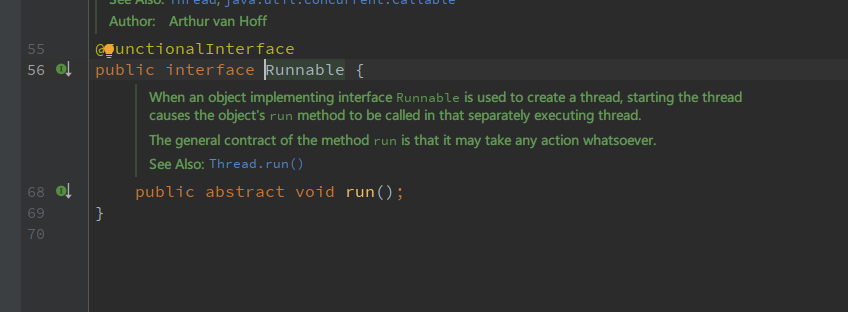 See Also: Thread, java.util.concurrent.Callable
Author: Arthur van Hoff
55 @unctionalInterface
56 public interface Runnable {
When an object implementing interface Runnable is used to create a thread, starting the thread
causes the object's run method to be called in that separately executing thread.
The general contract of the method run is that it may take any action whatsoever.
See Also: Thread.run()
68 public abstract void run();
69 }
70